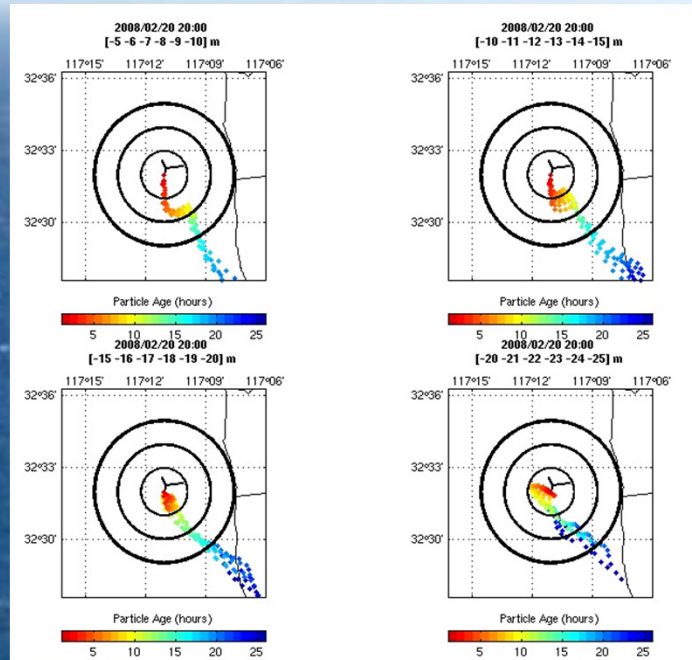 2008/02/20 20:00
[-5 -6 -7 -8 -9 -10] m
117°15' 117°12' 117°09' 117°06'
32°36'
32°33'
32°30'
Particle Age (hours)
5 10 15 20 25
2008/02/20 20:00
[-10 -11 -12 -13 -14 -15] m
117°15' 117°12' 117°09' 117°06'
32°36'
32°33'
32°30'
Particle Age (hours)
5 10 15 20 25
2008/02/20 20:00
[-15 -16 -17 -18 -19 -20] m
117°15' 117°12' 117°09' 117°06'
32°36'
32°33'
32°30'
Particle Age (hours)
5 10 15 20 25
2008/02/20 20:00
[-20 -21 -22 -23 -24 -25] m
117°15' 117°12' 117°09' 117°06'
32°36'
32°33'
32°30'
Particle Age (hours)
5 10 15 20 25